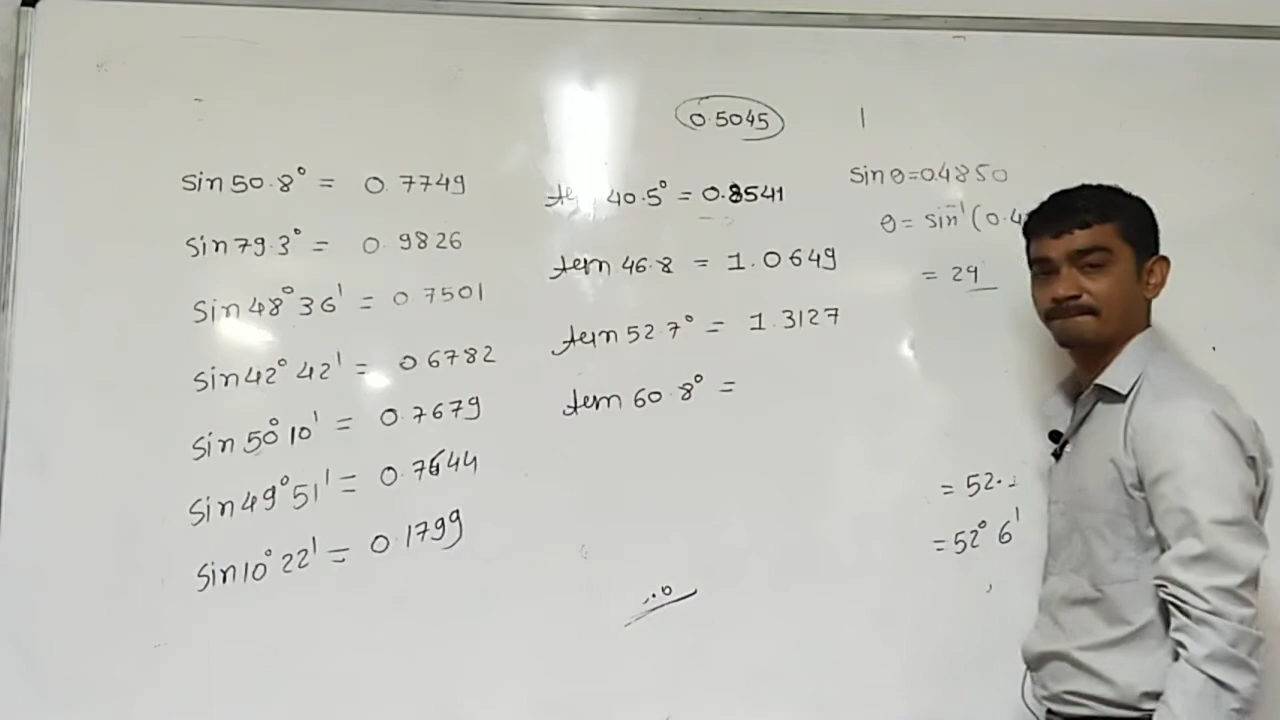 0.5045
sin 50.8° = 0.7749
sin 79.3° = 0.9826
sin 48° 36' = 0.7501
sin 42° 42' = 0.6782
sin 50° 10' = 0.7679
sin 49° 51' = 0.7644
sin 10° 22' = 0.1799
40.5° = 0.8541
tan 46.8 = 1.0649
tan 52.7° = 1.3127
tan 60.8° =
sin θ = 0.4850
θ = sin⁻¹ (0.4
= 29
= 52.
= 52° 6'